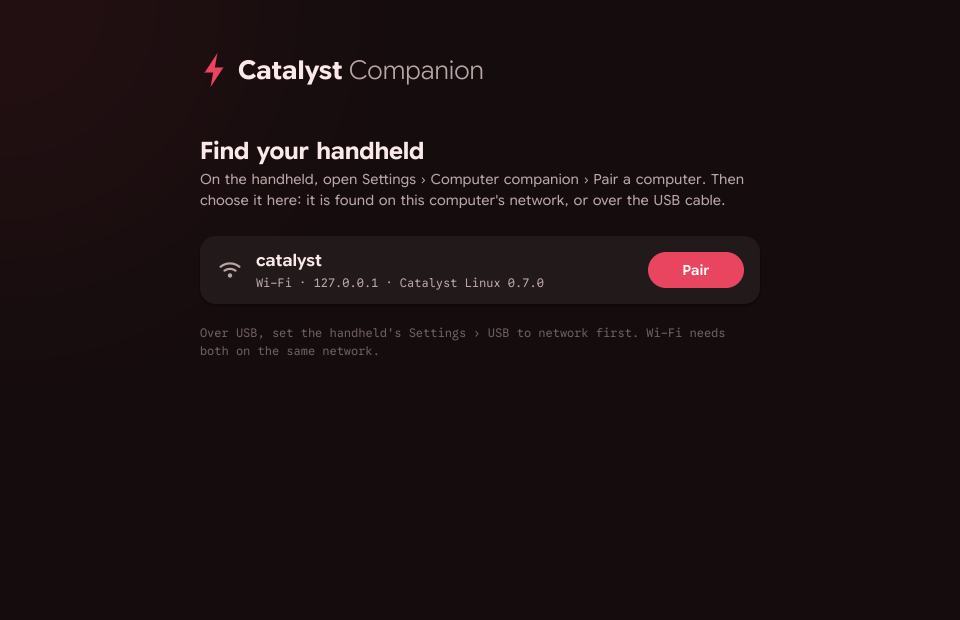 Catalyst Companion
Find your handheld
On the handheld, open Settings › Computer companion › Pair a computer. Then
choose it here: it is found on this computer's network, or over the USB cable.
catalyst
Pair
Wi-Fi · 127.0.0.1 · Catalyst Linux 0.7.0
Over USB, set the handheld's Settings › USB to network first. Wi-Fi needs
both on the same network.